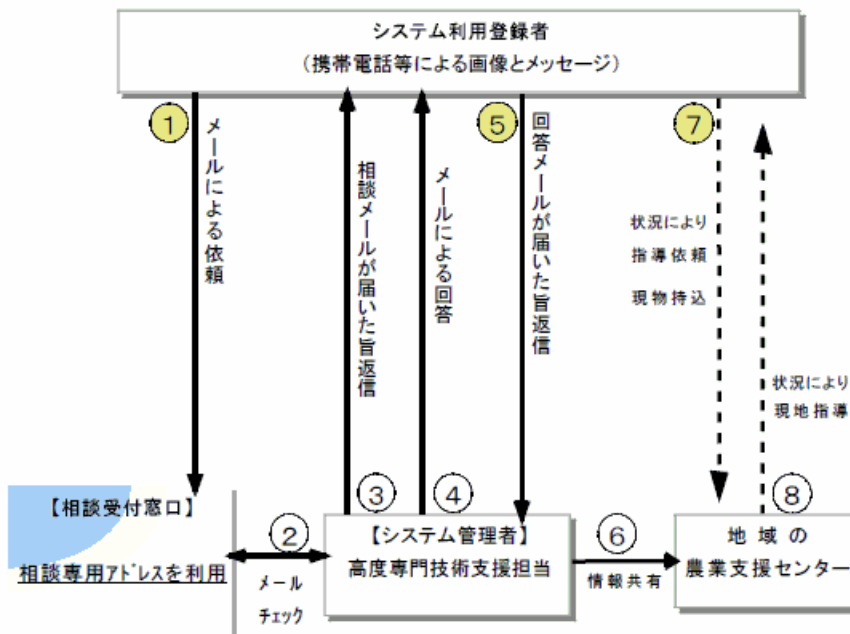 システム利用登録者
(携帯電話等による画像とメッセージ)
①
メールによる依頼
相談メールが届いた旨返信
メールによる回答
⑤
回答メールが届いた旨返信
⑦
状況により
指導依頼
現物持込
状況により
現地指導
【相談受付窓口】
相談専用アドレスを利用
②
メール
チェック
③
④
【システム管理者】
高度専門技術支援担当
⑥
情報共有
⑧
地域の
農業支援センター